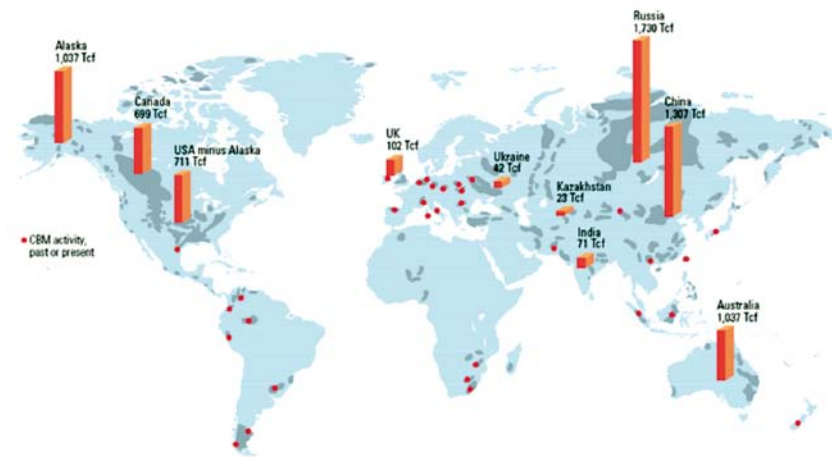 Russia
1,730 Tcf
Alaska
1,037 Tcf
Canada
699 Tcf
China
1,307 Tcf
UK
102 Tcf
USA minus Alaska
711 Tcf
Ukraine
42 Tcf
Kazakhstan
23 Tcf
India
71 Tcf
CBM activity,
past or present
Australia
1,037 Tcf